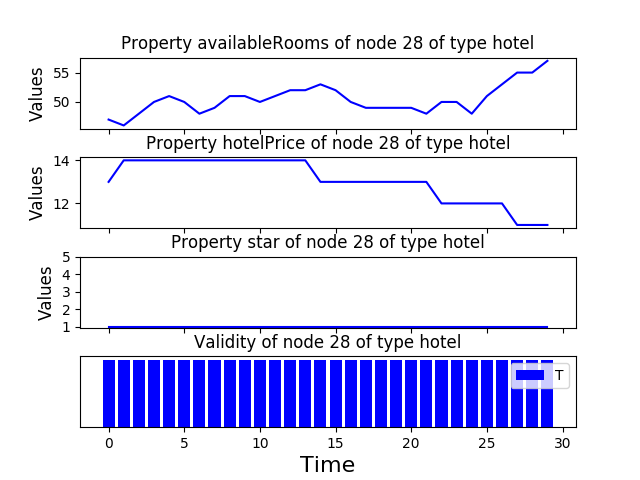 Property availableRooms of node 28 of type hotel
Values
55
50
Property hotelPrice of node 28 of type hotel
Values
14
12
Property star of node 28 of type hotel
Values
5
4
3
2
1
Validity of node 28 of type hotel
T
0 5 10 15 20 25 30
Time